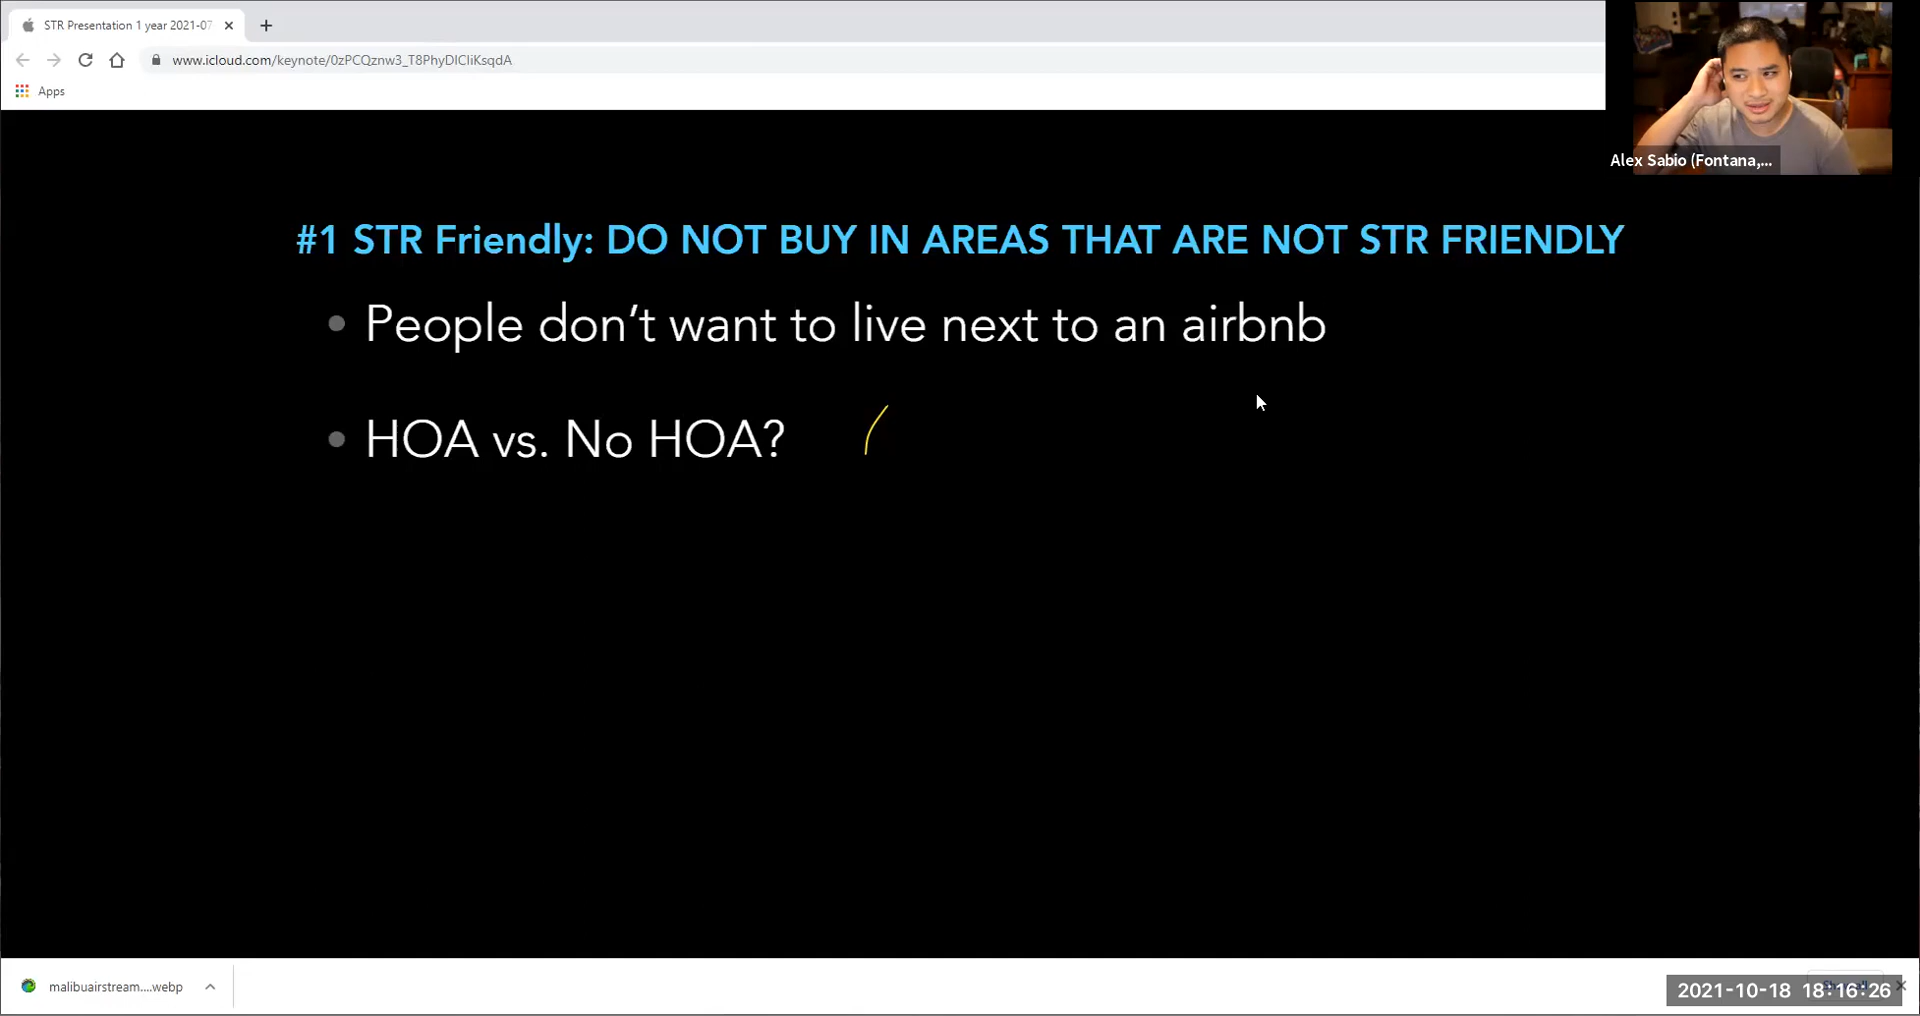 STR Presentation 1 year 2021-07
www.icloud.com/keynote/0zPCQznw3_T8PhyDlCIiKsqdA
Apps
Alex Sabio (Fontana,...
#1 STR Friendly: DO NOT BUY IN AREAS THAT ARE NOT STR FRIENDLY
People don’t want to live next to an airbnb
HOA vs. No HOA?
malibuairstream....webp
2021-10-18 18:16:26